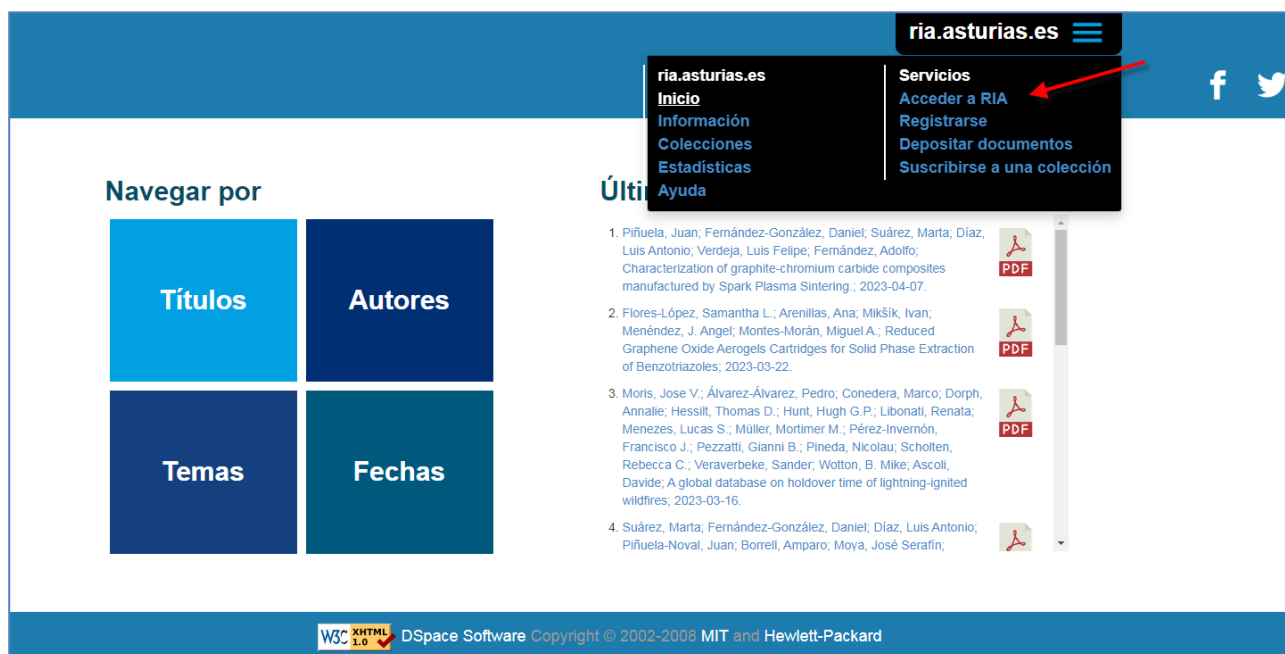 ria.asturias.es
ria.asturias.es
Inicio
Información
Colecciones
Estadísticas
Ayuda
Servicios
Acceder a RIA
Registrarse
Depositar documentos
Suscribirse a una colección
Navegar por
Títulos
Autores
Temas
Fechas
Últi
1. Piñuela, Juan; Fernández-González, Daniel; Suárez, Marta; Díaz,
Luis Antonio; Verdeja, Luis Felipe; Fernández, Adolfo;
Characterization of graphite-chromium carbide composites
manufactured by Spark Plasma Sintering.; 2023-04-07.
PDF
2. Flores-López, Samantha L.; Arenillas, Ana; Mikšík, Ivan;
Menéndez, J. Angel; Montes-Morán, Miguel A.; Reduced
Graphene Oxide Aerogels Cartridges for Solid Phase Extraction
of Benzotriazoles; 2023-03-22.
PDF
3. Moris, Jose V.; Álvarez-Álvarez, Pedro; Conedera, Marco; Dorph,
Annalie; Hessilt, Thomas D.; Hunt, Hugh G.P.; Libonati, Renata;
Menezes, Lucas S.; Müller, Mortimer M.; Pérez-Invernón,
Francisco J.; Pezzatti, Gianni B.; Pineda, Nicolau; Scholten,
Rebecca C.; Veraverbeke, Sander; Wotton, B. Mike; Ascoli,
Davide; A global database on holdover time of lightning-ignited
wildfires; 2023-03-16.
PDF
4. Suárez, Marta; Fernández-González, Daniel; Díaz, Luis Antonio;
Piñuela-Noval, Juan; Borrell, Amparo; Moya, José Serafín;
W3C XHTML 1.0
DSpace Software Copyright © 2002-2008 MIT and Hewlett-Packard